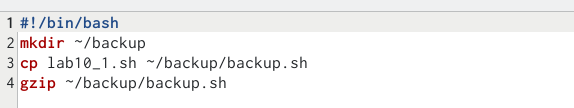 1 #!/bin/bash
2 mkdir ~/backup
3 cp lab10_1.sh ~/backup/backup.sh
4 gzip ~/backup/backup.sh